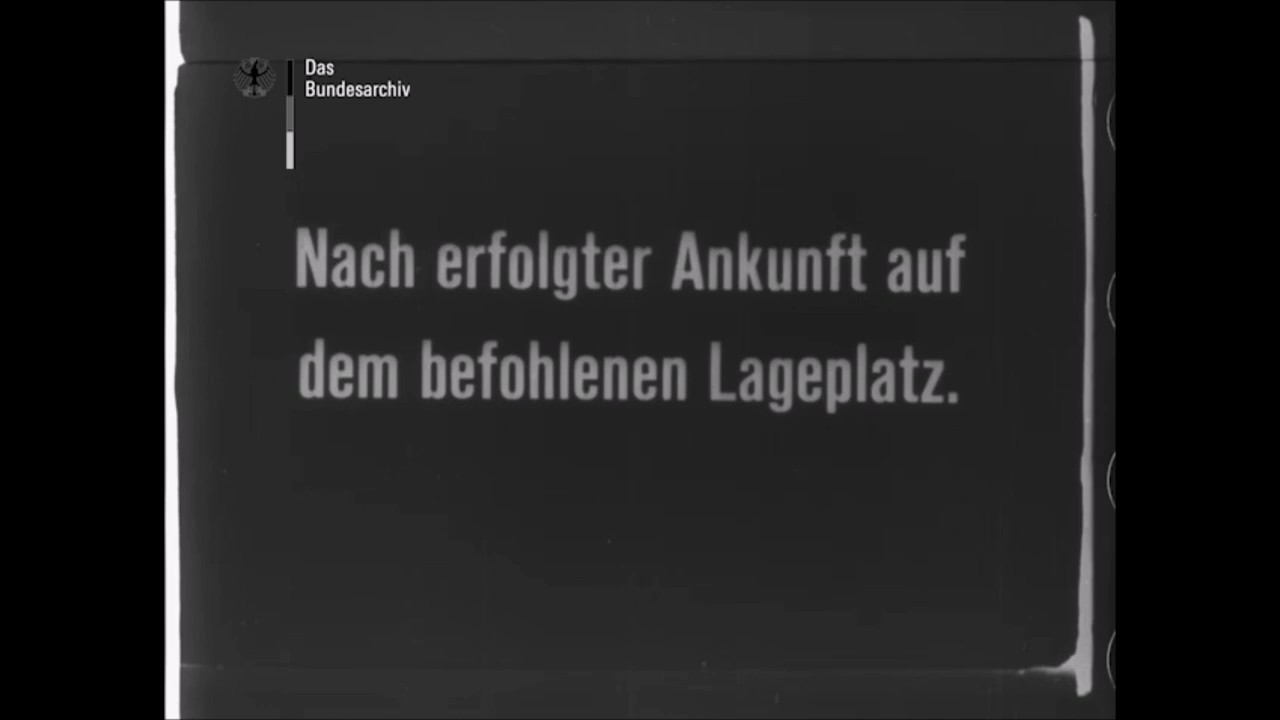 Das
Bundesarchiv
Nach erfolgter Ankunft auf
dem befohlenen Lageplatz.